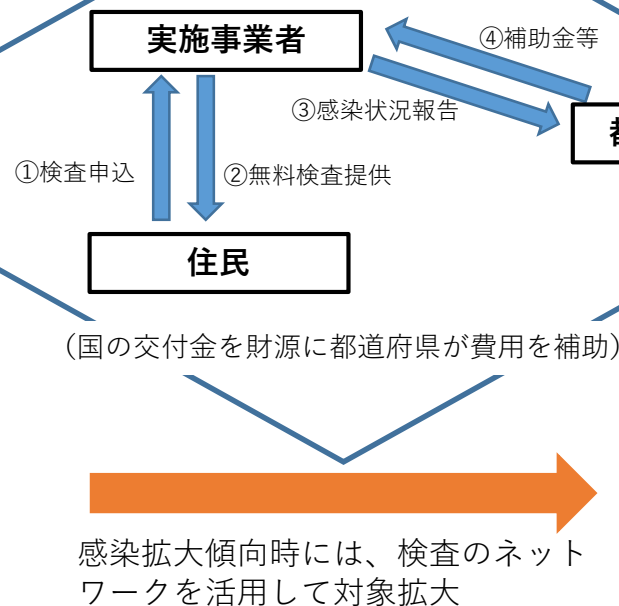 実施事業者
④補助金等
③感染状況報告
都
①検査申込
②無料検査提供
住民
（国の交付金を財源に都道府県が費用を補助）
感染拡大傾向時には、検査のネット
ワークを活用して対象拡大